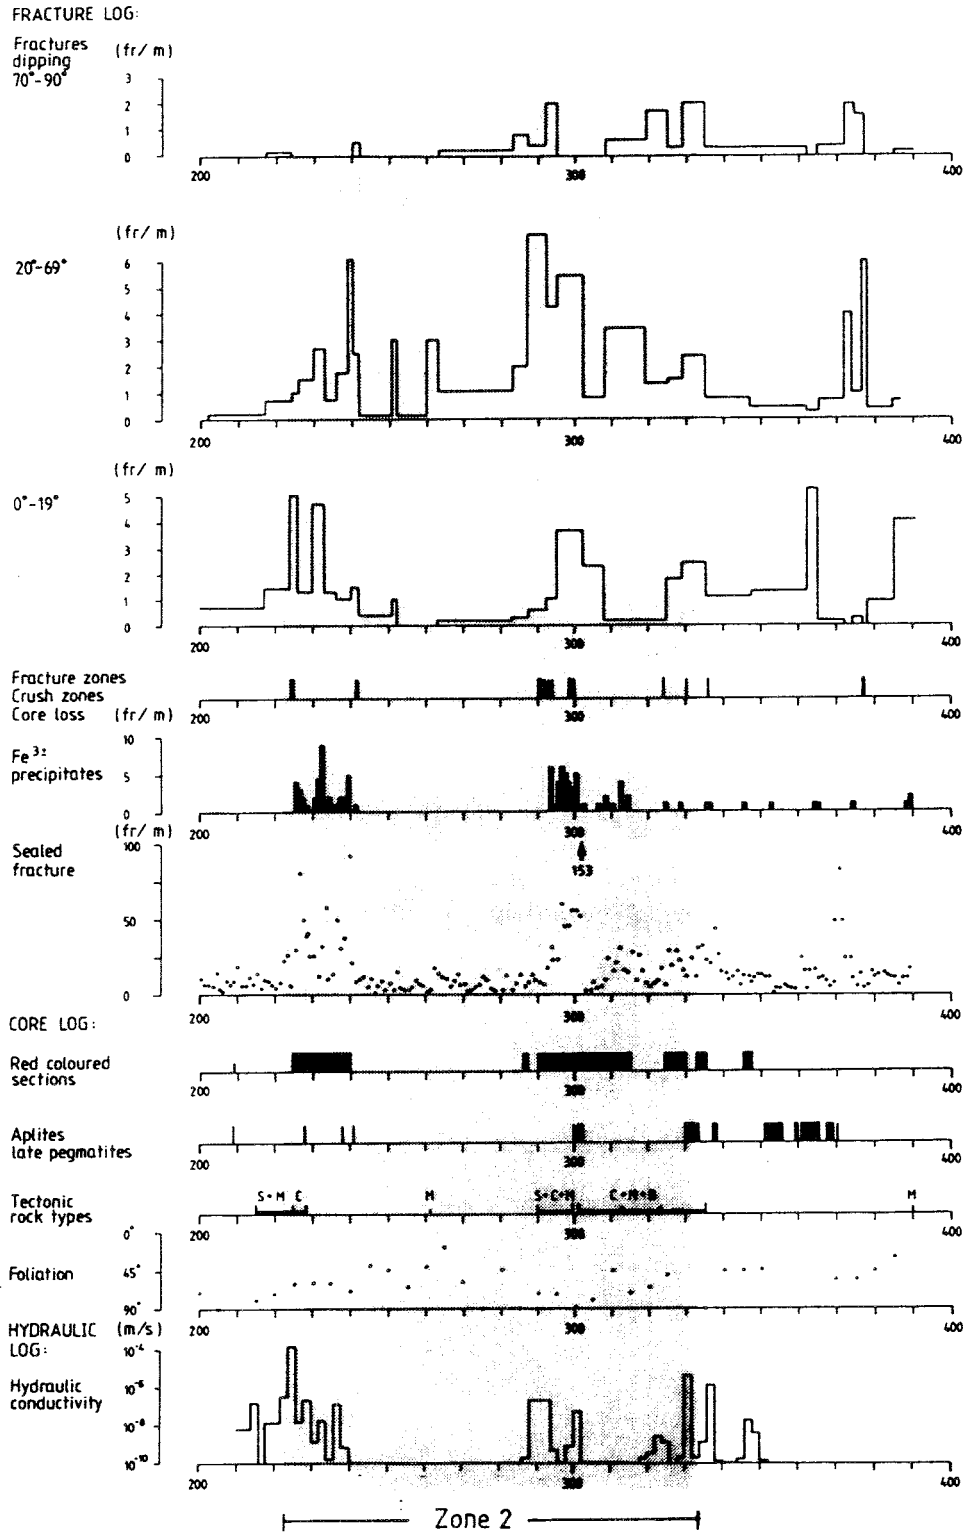 FRACTURE LOG:
Fractures dipping 70°-90° (fr/m)
3
2
1
0
200 300 400
(fr/m)
20°-69°
6
5
4
3
2
1
0
200 300 400
(fr/m)
0°-19°
5
4
3
2
1
0
200 300 400
Fracture zones
Crush zones
Core loss (fr/m)
200 300 400
10
5
1
Fe³±
precipitates
200 300 400
(fr/m)
153
Sealed
fracture
100
50
0
200 300 400
CORE LOG:
Red coloured
sections
200 300 400
Aplites
late pegmatites
200 300 400
Tectonic
rock types
S+M C M S+C+M C+M+B M
200 300 400
Foliation
0°
45°
90°
200 300 400
HYDRAULIC (m/s)
LOG:
Hydraulic
conductivity
10⁻⁴
10⁻⁶
10⁻⁸
10⁻¹⁰
200 300 400
Zone 2